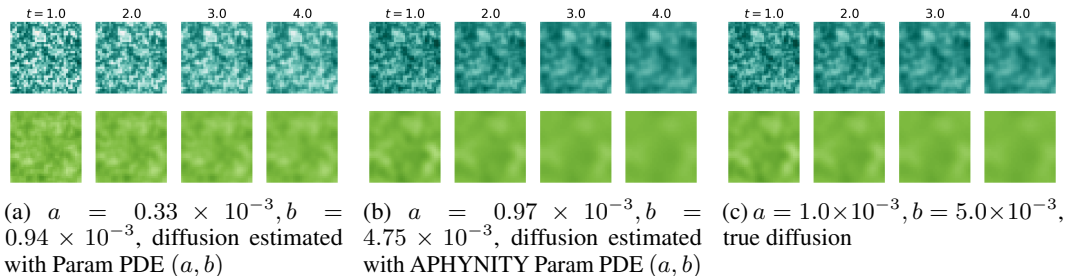 t = 1.0 2.0 3.0 4.0 t = 1.0 2.0 3.0 4.0 t = 1.0 2.0 3.0 4.0
(a) a = 0.33 × 10⁻³, b =
0.94 × 10⁻³, diffusion estimated
with Param PDE (a, b)
(b) a = 0.97 × 10⁻³, b =
4.75 × 10⁻³, diffusion estimated
with APHYNITY Param PDE (a, b)
(c) a = 1.0×10⁻³, b = 5.0×10⁻³,
true diffusion